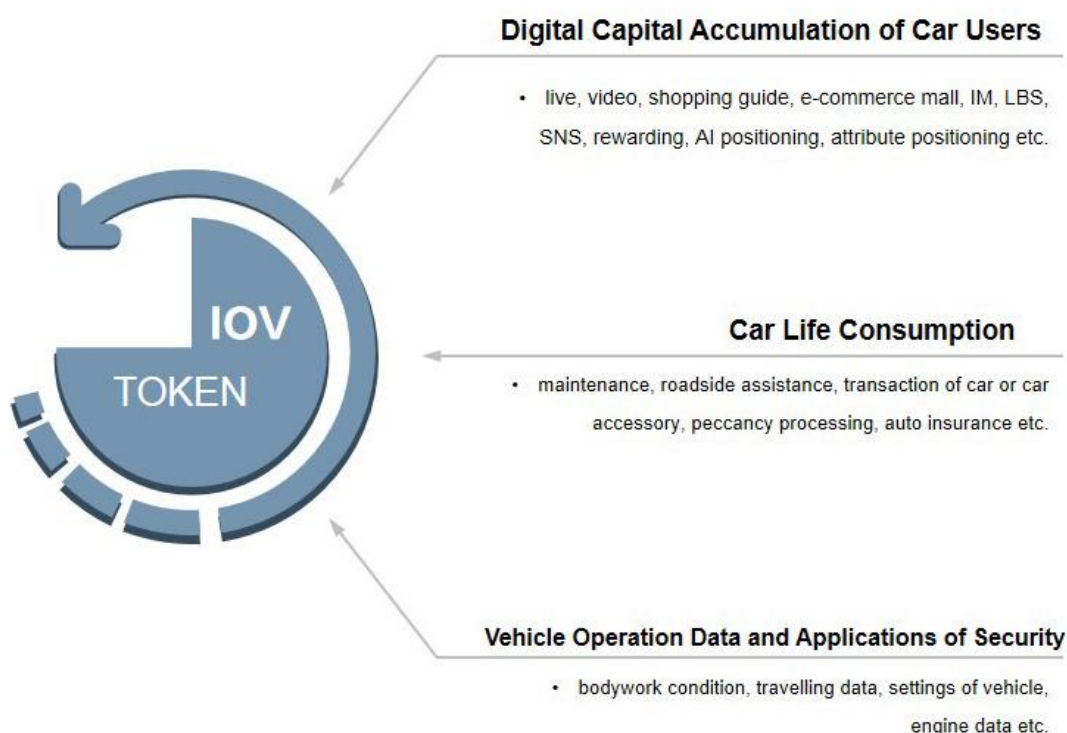 Digital Capital Accumulation of Car Users
• live, video, shopping guide, e-commerce mall, IM, LBS,
SNS, rewarding, AI positioning, attribute positioning etc.
IOV
TOKEN
Car Life Consumption
• maintenance, roadside assistance, transaction of car or car
accessory, peccancy processing, auto insurance etc.
Vehicle Operation Data and Applications of Security
• bodywork condition, travelling data, settings of vehicle,
engine data etc.